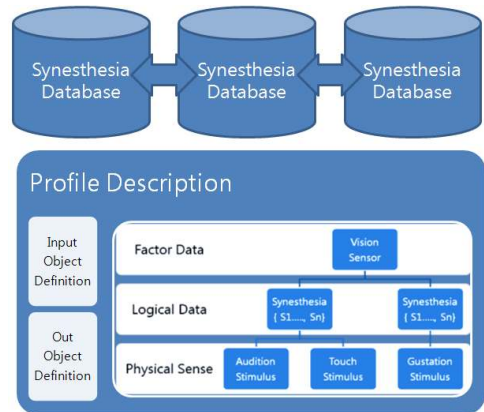 Synesthesia
Database
Synesthesia
Database
Synesthesia
Database
Profile Description
Input
Object
Definition
Out
Object
Definition
Factor Data
Vision
Sensor
Logical Data
Synesthesia
{ S1...., Sn}
Synesthesia
{ S1...., Sn}
Physical Sense
Audition
Stimulus
Touch
Stimulus
Gustation
Stimulus